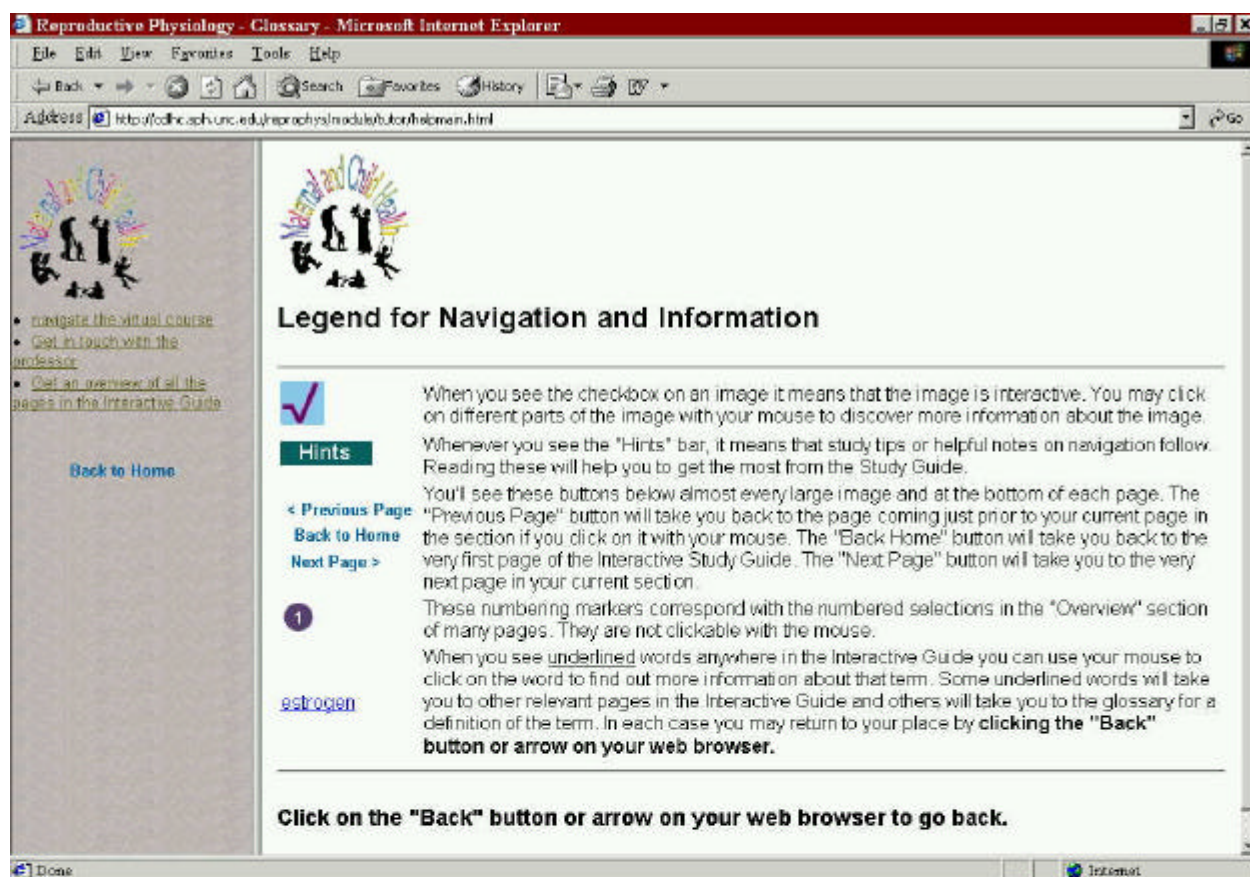 Reproductive Physiology - Glossary - Microsoft Internet Explorer
File Edit View Favorites Tools Help
Back Search Favorites History
Address http://cdlhc.sph.unc.edu/reprophys/module/tutor/helpmain.html Go
Maternal and Child Health
navigate the virtual course
Get in touch with the
professor
Get an overview of all the
pages in the Interactive Guide
Back to Home
Maternal and Child Health
Legend for Navigation and Information
When you see the checkbox on an image it means that the image is interactive. You may click
on different parts of the image with your mouse to discover more information about the image.
Hints
Whenever you see the "Hints" bar, it means that study tips or helpful notes on navigation follow.
Reading these will help you to get the most from the Study Guide.
< Previous Page
Back to Home
Next Page >
You'll see these buttons below almost every large image and at the bottom of each page. The
"Previous Page" button will take you back to the page coming just prior to your current page in
the section if you click on it with your mouse. The "Back Home" button will take you back to the
very first page of the Interactive Study Guide. The "Next Page" button will take you to the very
next page in your current section.
1
These numbering markers correspond with the numbered selections in the "Overview" section
of many pages. They are not clickable with the mouse.
estrogen
When you see underlined words anywhere in the Interactive Guide you can use your mouse to
click on the word to find out more information about that term. Some underlined words will take
you to other relevant pages in the Interactive Guide and others will take you to the glossary for a
definition of the term. In each case you may return to your place by clicking the "Back"
button or arrow on your web browser.
Click on the "Back" button or arrow on your web browser to go back.
Done Internet